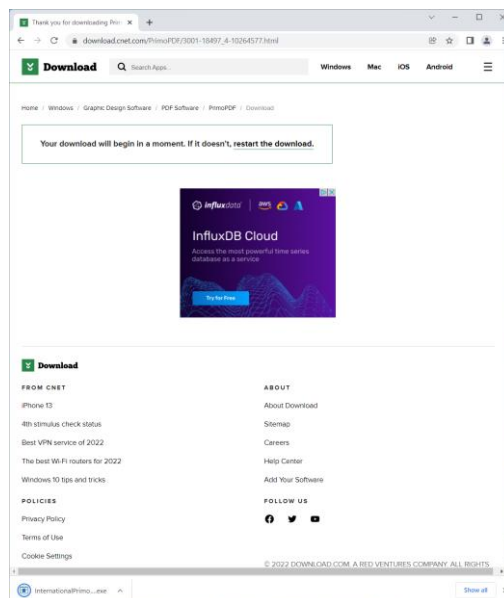 Thank you for downloading Prim
download.cnet.com/PrimoPDF/3001-18497_4-10264577.html
Download
Search Apps..
Windows Mac iOS Android
Home / Windows / Graphic Design Software / PDF Software / PrimoPDF / Download
Your download will begin in a moment. If it doesn't, restart the download.
influxdata aws
InfluxDB Cloud
Access the most powerful time series
database as a service
Try for Free
Download
FROM CNET
iPhone 13
4th stimulus check status
Best VPN service of 2022
The best Wi-Fi routers for 2022
Windows 10 tips and tricks
ABOUT
About Download
Sitemap
Careers
Help Center
Add Your Software
POLICIES
Privacy Policy
Terms of Use
Cookie Settings
FOLLOW US
© 2022 DOWNLOAD.COM, A RED VENTURES COMPANY. ALL RIGHTS
InternationalPrimo....exe
Show all